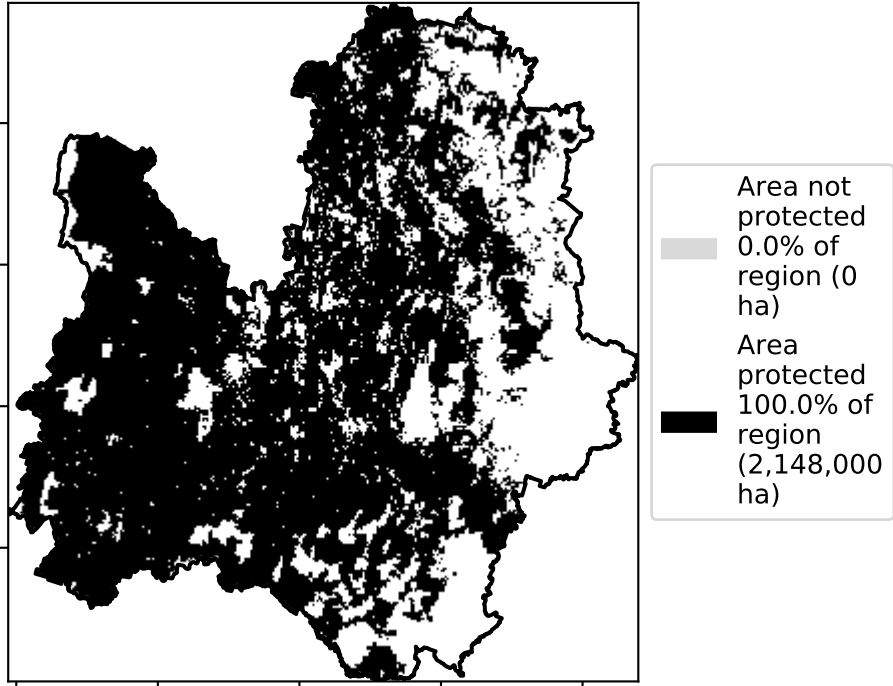 Area not
protected
0.0% of
region (0
ha)
Area
protected
100.0% of
region
(2,148,000
ha)